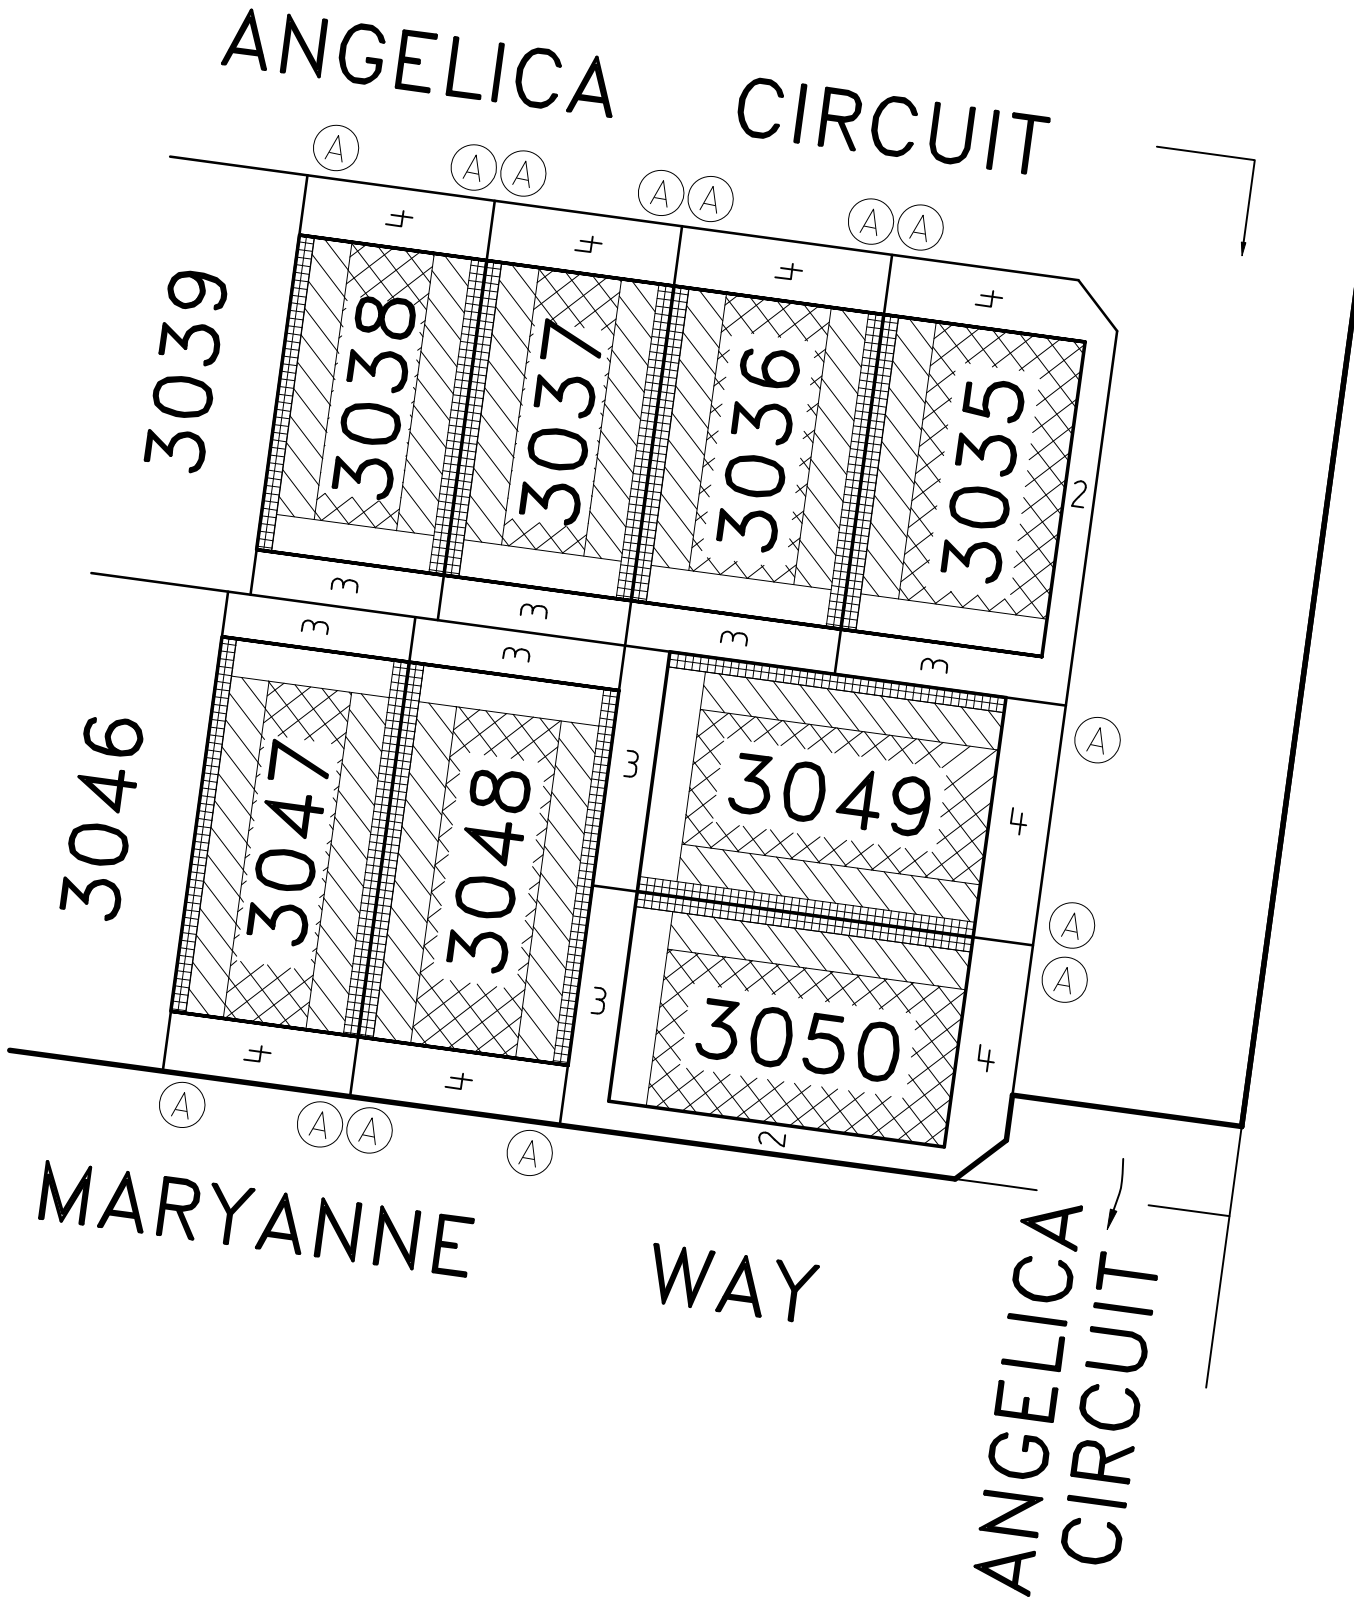 ANGELICA CIRCUIT
A A A A A A A
4 4 4 4
3039 3038 3037 3036 3035
2
3 3 3 3
3 3
3046 3047 3048
3 3049 4
A
A
A
3 3050 4
4 4
2
A A A A
MARYANNE WAY
ANGELICA
CIRCUIT